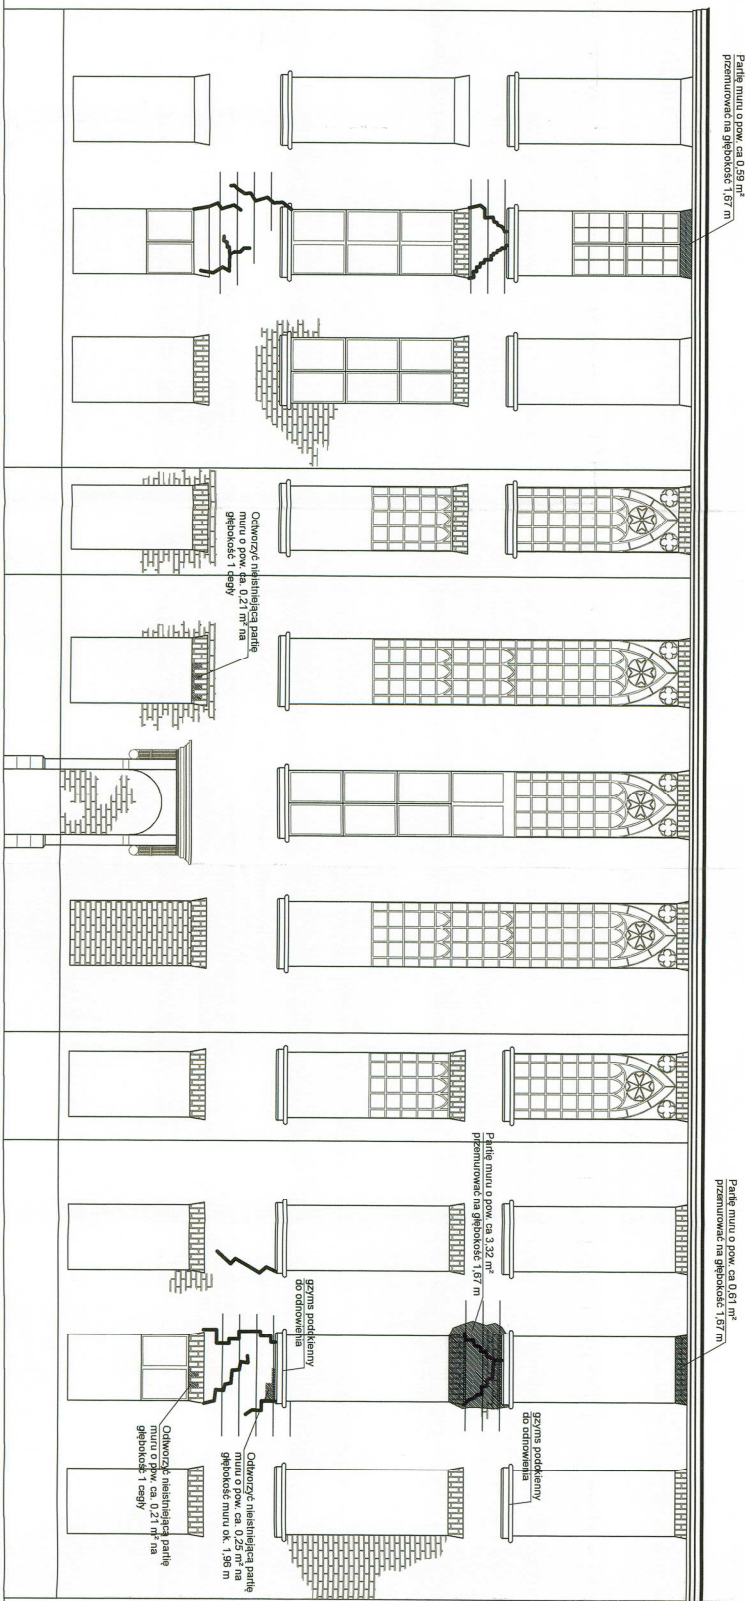 Partię muru o pow. ca 0,59 m²
przemurować na głębokość 1,67 m
Odtworzyć nieistniejącą partię
muru o pow. ca. 0,21 m² na
głębokość 1 cegły
Partię muru o pow. ca 0,61 m²
przemurować na głębokość 1,67 m
Partię muru o pow. ca 3,32 m²
przemurować na głębokość 1,67 m
gzyms podokienny
do odnowienia
gzyms podokienny
do odnowienia
Odtworzyć nieistniejącą partię
muru o pow. ca. 0,25 m² na
głębokość muru ok. 1,96 m
Odtworzyć nieistniejącą partię
muru o pow. ca. 0,21 m² na
głębokość 1 cegły